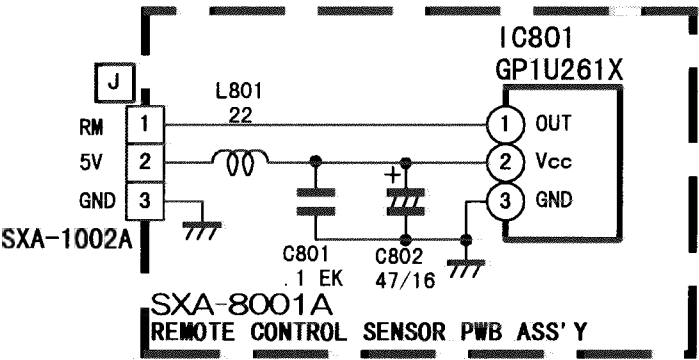 IC801
GP1U261X
J
L801
22
RM 1 1 OUT
5V 2 2 Vcc
GND 3 3 GND
+
SXA-1002A
C801
.1 EK
C802
47/16
SXA-8001A
REMOTE CONTROL SENSOR PWB ASS'Y